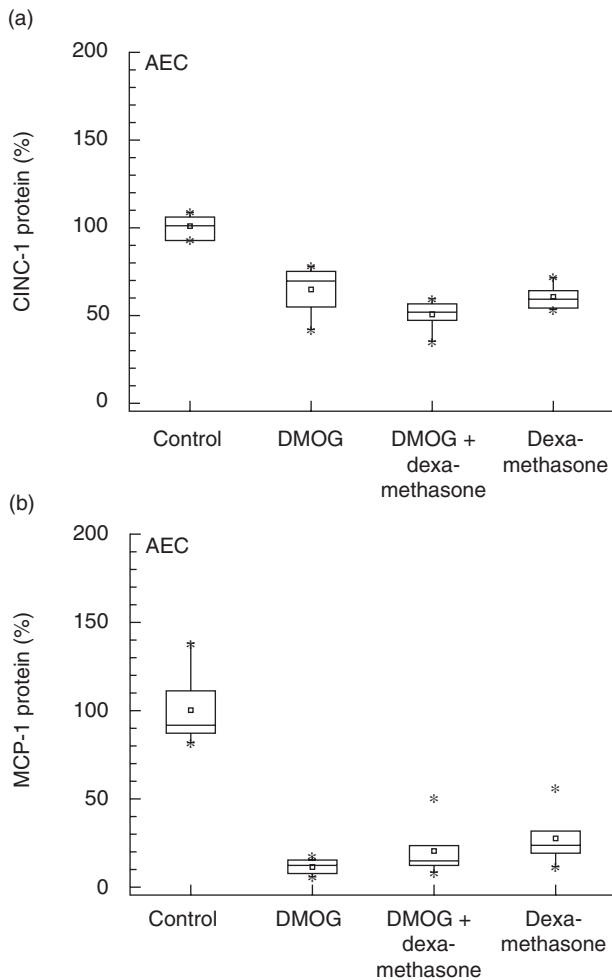 (a)
200
AEC
150
100
50
0
CINC-1 protein (%)
Control
DMOG
DMOG +
dexa-
methasone
Dexa-
methasone
(b)
200
AEC
150
100
50
0
MCP-1 protein (%)
Control
DMOG
DMOG +
dexa-
methasone
Dexa-
methasone